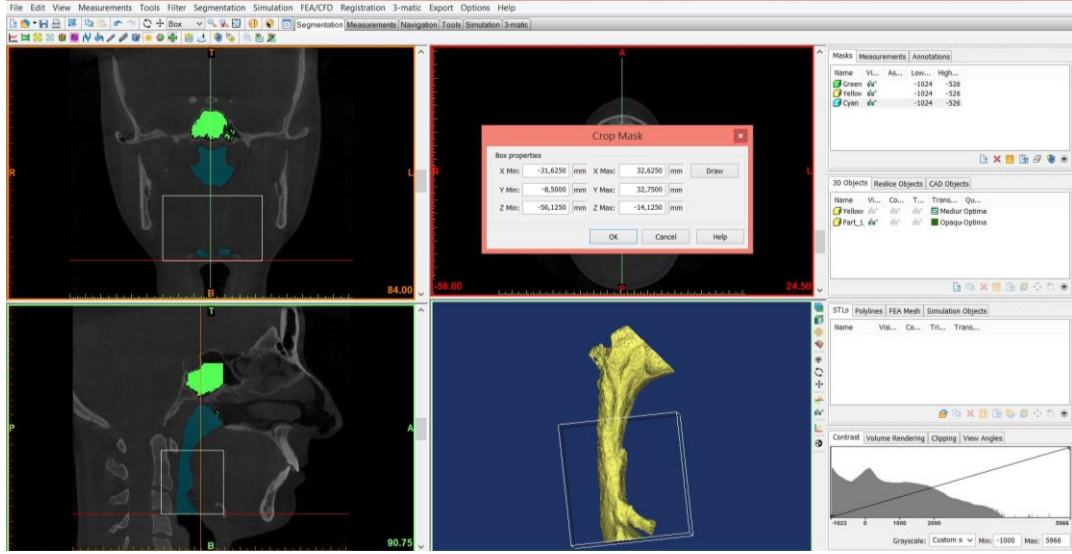 File Edit View Measurements Tools Filter Segmentation Simulation FEA/CFD Registration 3-matic Export Options Help
Box Segmentation Measurements Navigation Tools Simulation 3-matic
T
R
L
B
84.00
A
R
L
P
-56.00
24.50
Crop Mask
Box properties
X Min: -31,6250 mm X Max: 32,6250 mm Draw
Y Min: -8,5000 mm Y Max: 32,7500 mm
Z Min: -56,1250 mm Z Max: -14,1250 mm
OK Cancel Help
T
P
A
B
90.75
Masks Measurements Annotations
Name Vi... As... Low... High...
Green -1024 -526
Yellow -1024 -526
Cyan -1024 -526
3D Objects Reslice Objects CAD Objects
Name Vi... Co... T... Trans... Qu...
Yellow Mediur Optima
Part_1 Opaqu Optima
STLs Polylines FEA Mesh Simulation Objects
Name Visi... Co... Tri... Trans...
Contrast Volume Rendering Clipping View Angles
-1023 0 1000 2000 5966
Grayscale: Custom s Min: -1000 Max: 5966